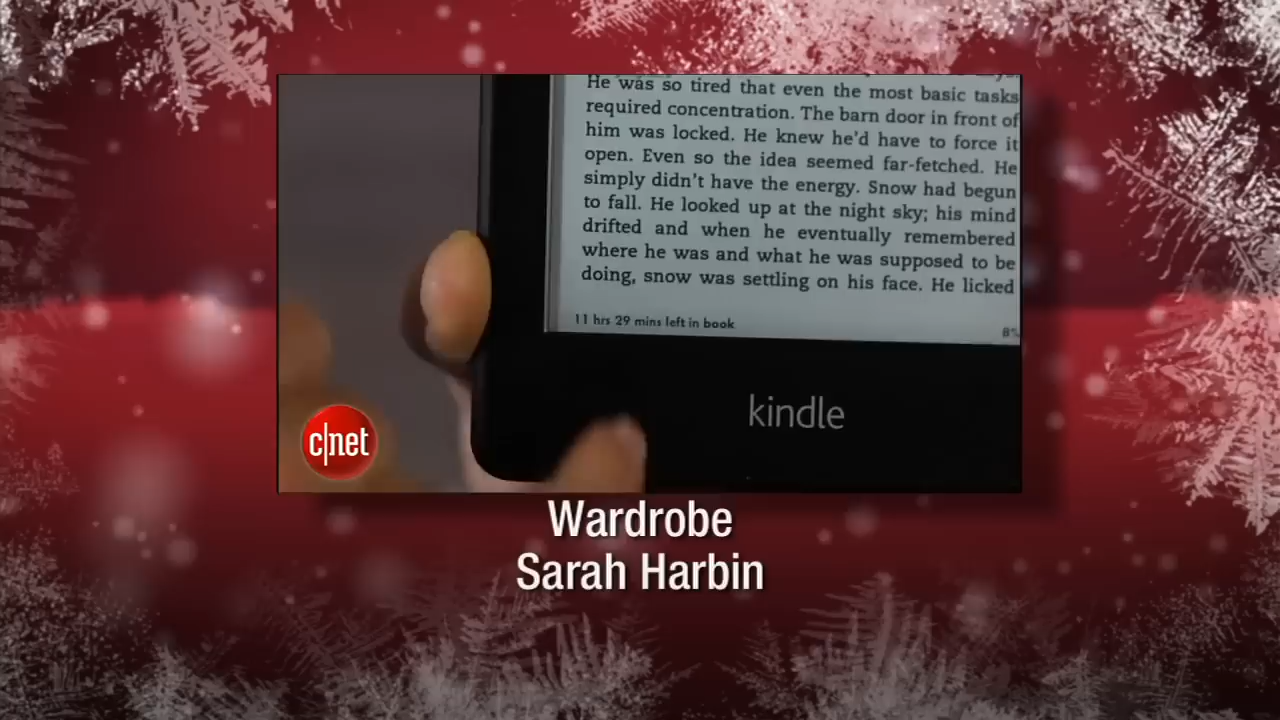 He was so tired that even the most basic tasks
required concentration. The barn door in front of
him was locked. He knew he'd have to force it
open. Even so the idea seemed far-fetched. He
simply didn't have the energy. Snow had begun
to fall. He looked up at the night sky; his mind
drifted and when he eventually remembered
where he was and what he was supposed to be
doing, snow was settling on his face. He licked
11 hrs 29 mins left in book
8%
kindle
c|net
Wardrobe
Sarah Harbin